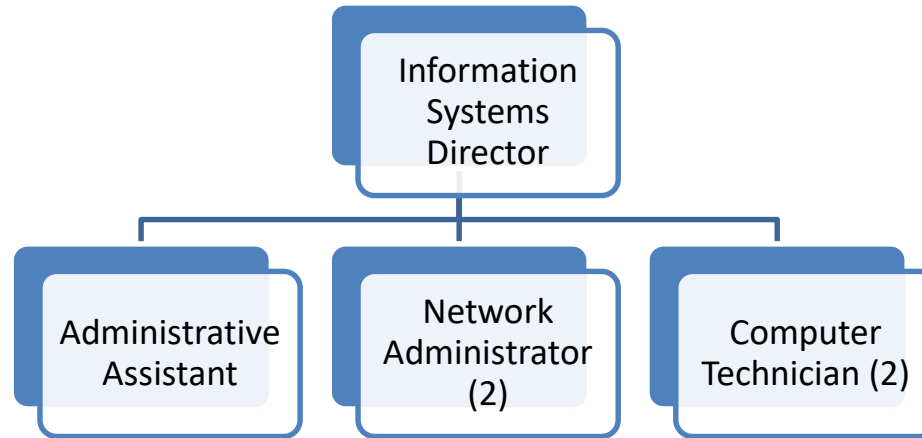 Information
Systems
Director
Administrative
Assistant
Network
Administrator
(2)
Computer
Technician (2)